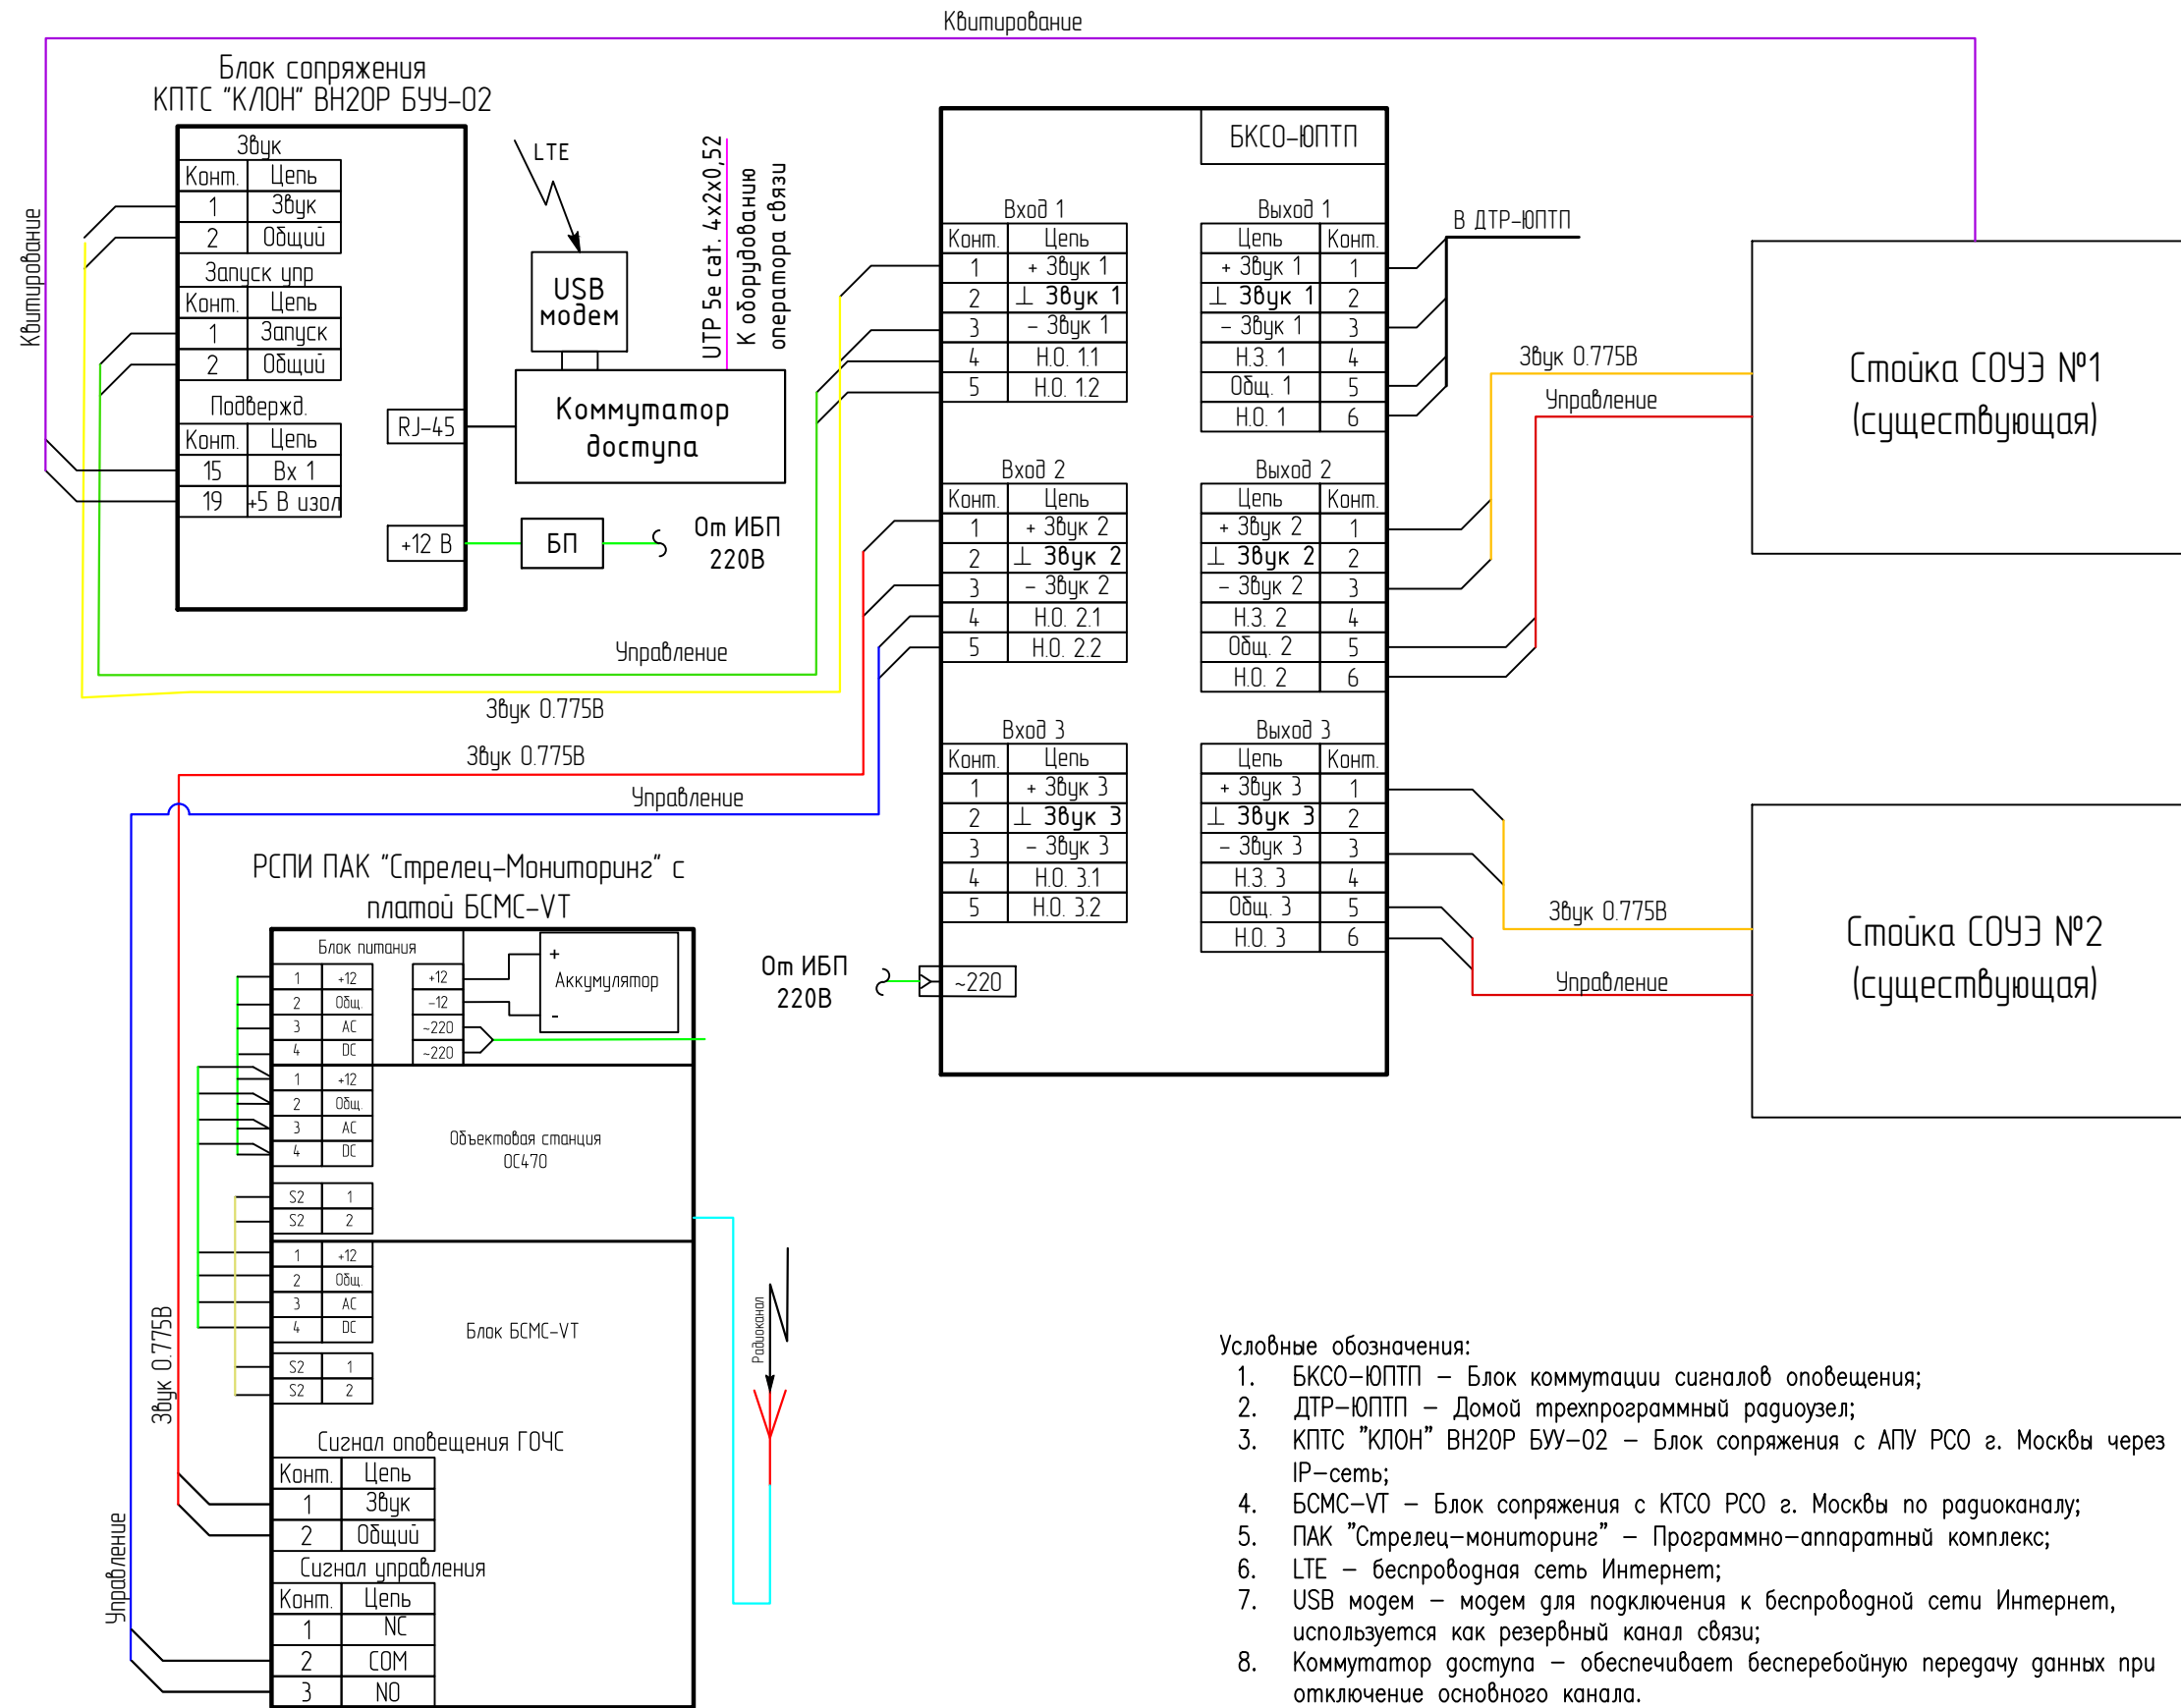 Квитирование
Блок сопряжения
КПТС "КЛОН" ВН20Р БУУ-02
Звук
Конт. Цепь
1 Звук
2 Общий
Запуск упр
Конт. Цепь
1 Запуск
2 Общий
Подвержд.
Конт. Цепь
15 Вх 1
19 +5 В изол
RJ-45
+12 В
Квитирование
LTE
USB
модем
UTP 5e cat. 4х2х0,52
К оборудованию
оператора связи
Коммутатор
доступа
БП
От ИБП
220В
Управление
Звук 0.775В
Звук 0.775В
Управление
БКСО-ЮПТП
Вход 1
Конт. Цепь
1 + Звук 1
2 ⊥ Звук 1
3 - Звук 1
4 Н.О. 1.1
5 Н.О. 1.2
Выход 1
Цепь Конт.
+ Звук 1 1
⊥ Звук 1 2
- Звук 1 3
Н.З. 1 4
Общ. 1 5
Н.О. 1 6
Вход 2
Конт. Цепь
1 + Звук 2
2 ⊥ Звук 2
3 - Звук 2
4 Н.О. 2.1
5 Н.О. 2.2
Выход 2
Цепь Конт.
+ Звук 2 1
⊥ Звук 2 2
- Звук 2 3
Н.З. 2 4
Общ. 2 5
Н.О. 2 6
Вход 3
Конт. Цепь
1 + Звук 3
2 ⊥ Звук 3
3 - Звук 3
4 Н.О. 3.1
5 Н.О. 3.2
Выход 3
Цепь Конт.
+ Звук 3 1
⊥ Звук 3 2
- Звук 3 3
Н.З. 3 4
Общ. 3 5
Н.О. 3 6
От ИБП
220В
~220
В ДТР-ЮПТП
Звук 0.775В
Управление
Стойка СОУЭ №1
(существующая)
Звук 0.775В
Управление
Стойка СОУЭ №2
(существующая)
РСПИ ПАК "Стрелец-Мониторинг" с
платой БСМС-VT
Блок питания
1 +12
2 Общ.
3 AC
4 DC
+12
-12
~220
~220
+
Аккумулятор
-
1 +12
2 Общ.
3 AC
4 DC
Объектовая станция
ОС470
S2 1
S2 2
1 +12
2 Общ.
3 AC
4 DC
Блок БСМС-VT
S2 1
S2 2
Сигнал оповещения ГОЧС
Конт. Цепь
1 Звук
2 Общий
Сигнал управления
Конт. Цепь
1 NC
2 COM
3 NO
Звук 0.775В
Управление
Радиоканал
Условные обозначения:
1. БКСО-ЮПТП - Блок коммутации сигналов оповещения;
2. ДТР-ЮПТП - Домой трехпрограммный радиоузел;
3. КПТС "КЛОН" ВН20Р БУУ-02 - Блок сопряжения с АПУ РСО г. Москвы через
IP-сеть;
4. БСМС-VT - Блок сопряжения с КТСО РСО г. Москвы по радиоканалу;
5. ПАК "Стрелец-мониторинг" - Программно-аппаратный комплекс;
6. LTE - беспроводная сеть Интернет;
7. USB модем - модем для подключения к беспроводной сети Интернет,
используется как резервный канал связи;
8. Коммутатор доступа - обеспечивает бесперебойную передачу данных при
отключение основного канала.